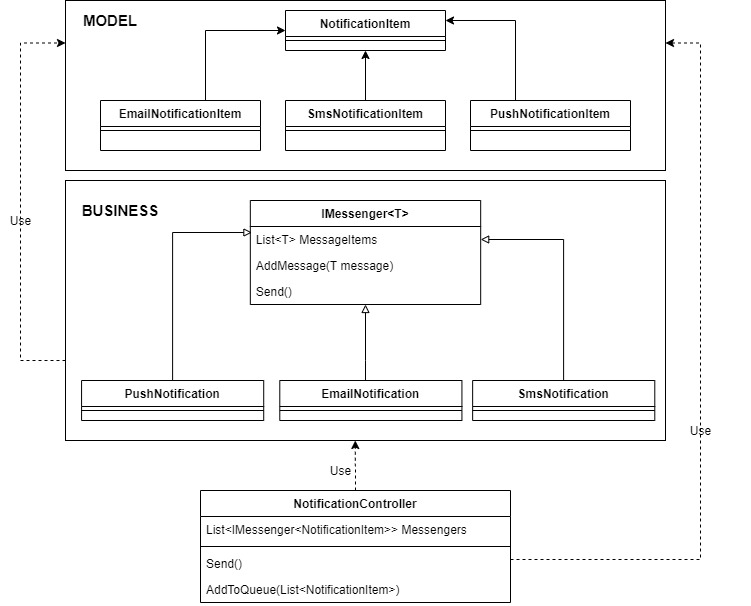 MODEL
NotificationItem
EmailNotificationItem
SmsNotificationItem
PushNotificationItem
BUSINESS
IMessenger<T>
List<T> MessageItems
AddMessage(T message)
Send()
Use
PushNotification
EmailNotification
SmsNotification
Use
Use
NotificationController
List<IMessenger<NotificationItem>> Messengers
Send()
AddToQueue(List<NotificationItem>)